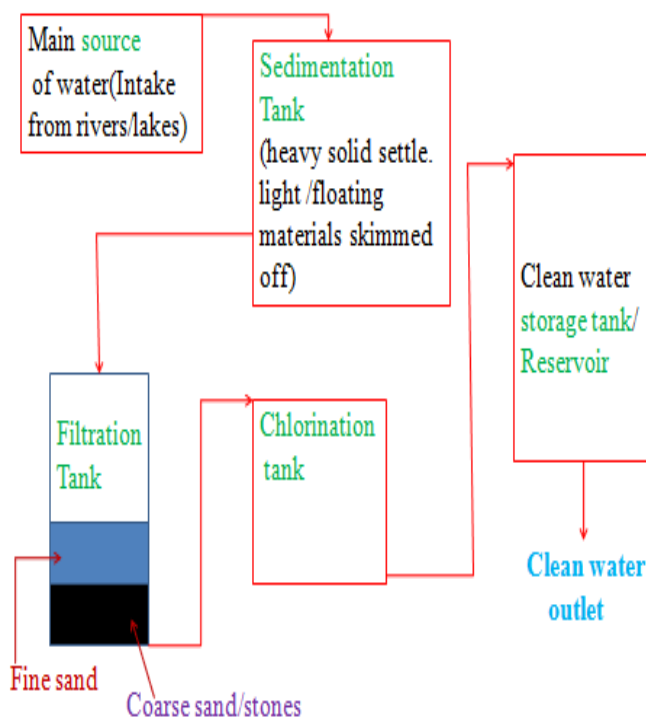 Main source
of water(Intake
from rivers/lakes)
Sedimentation
Tank
(heavy solid settle.
light /floating
materials skimmed
off)
Clean water
storage tank/
Reservoir
Filtration
Tank
Chlorination
tank
Clean water
outlet
Fine sand
Coarse sand/stones